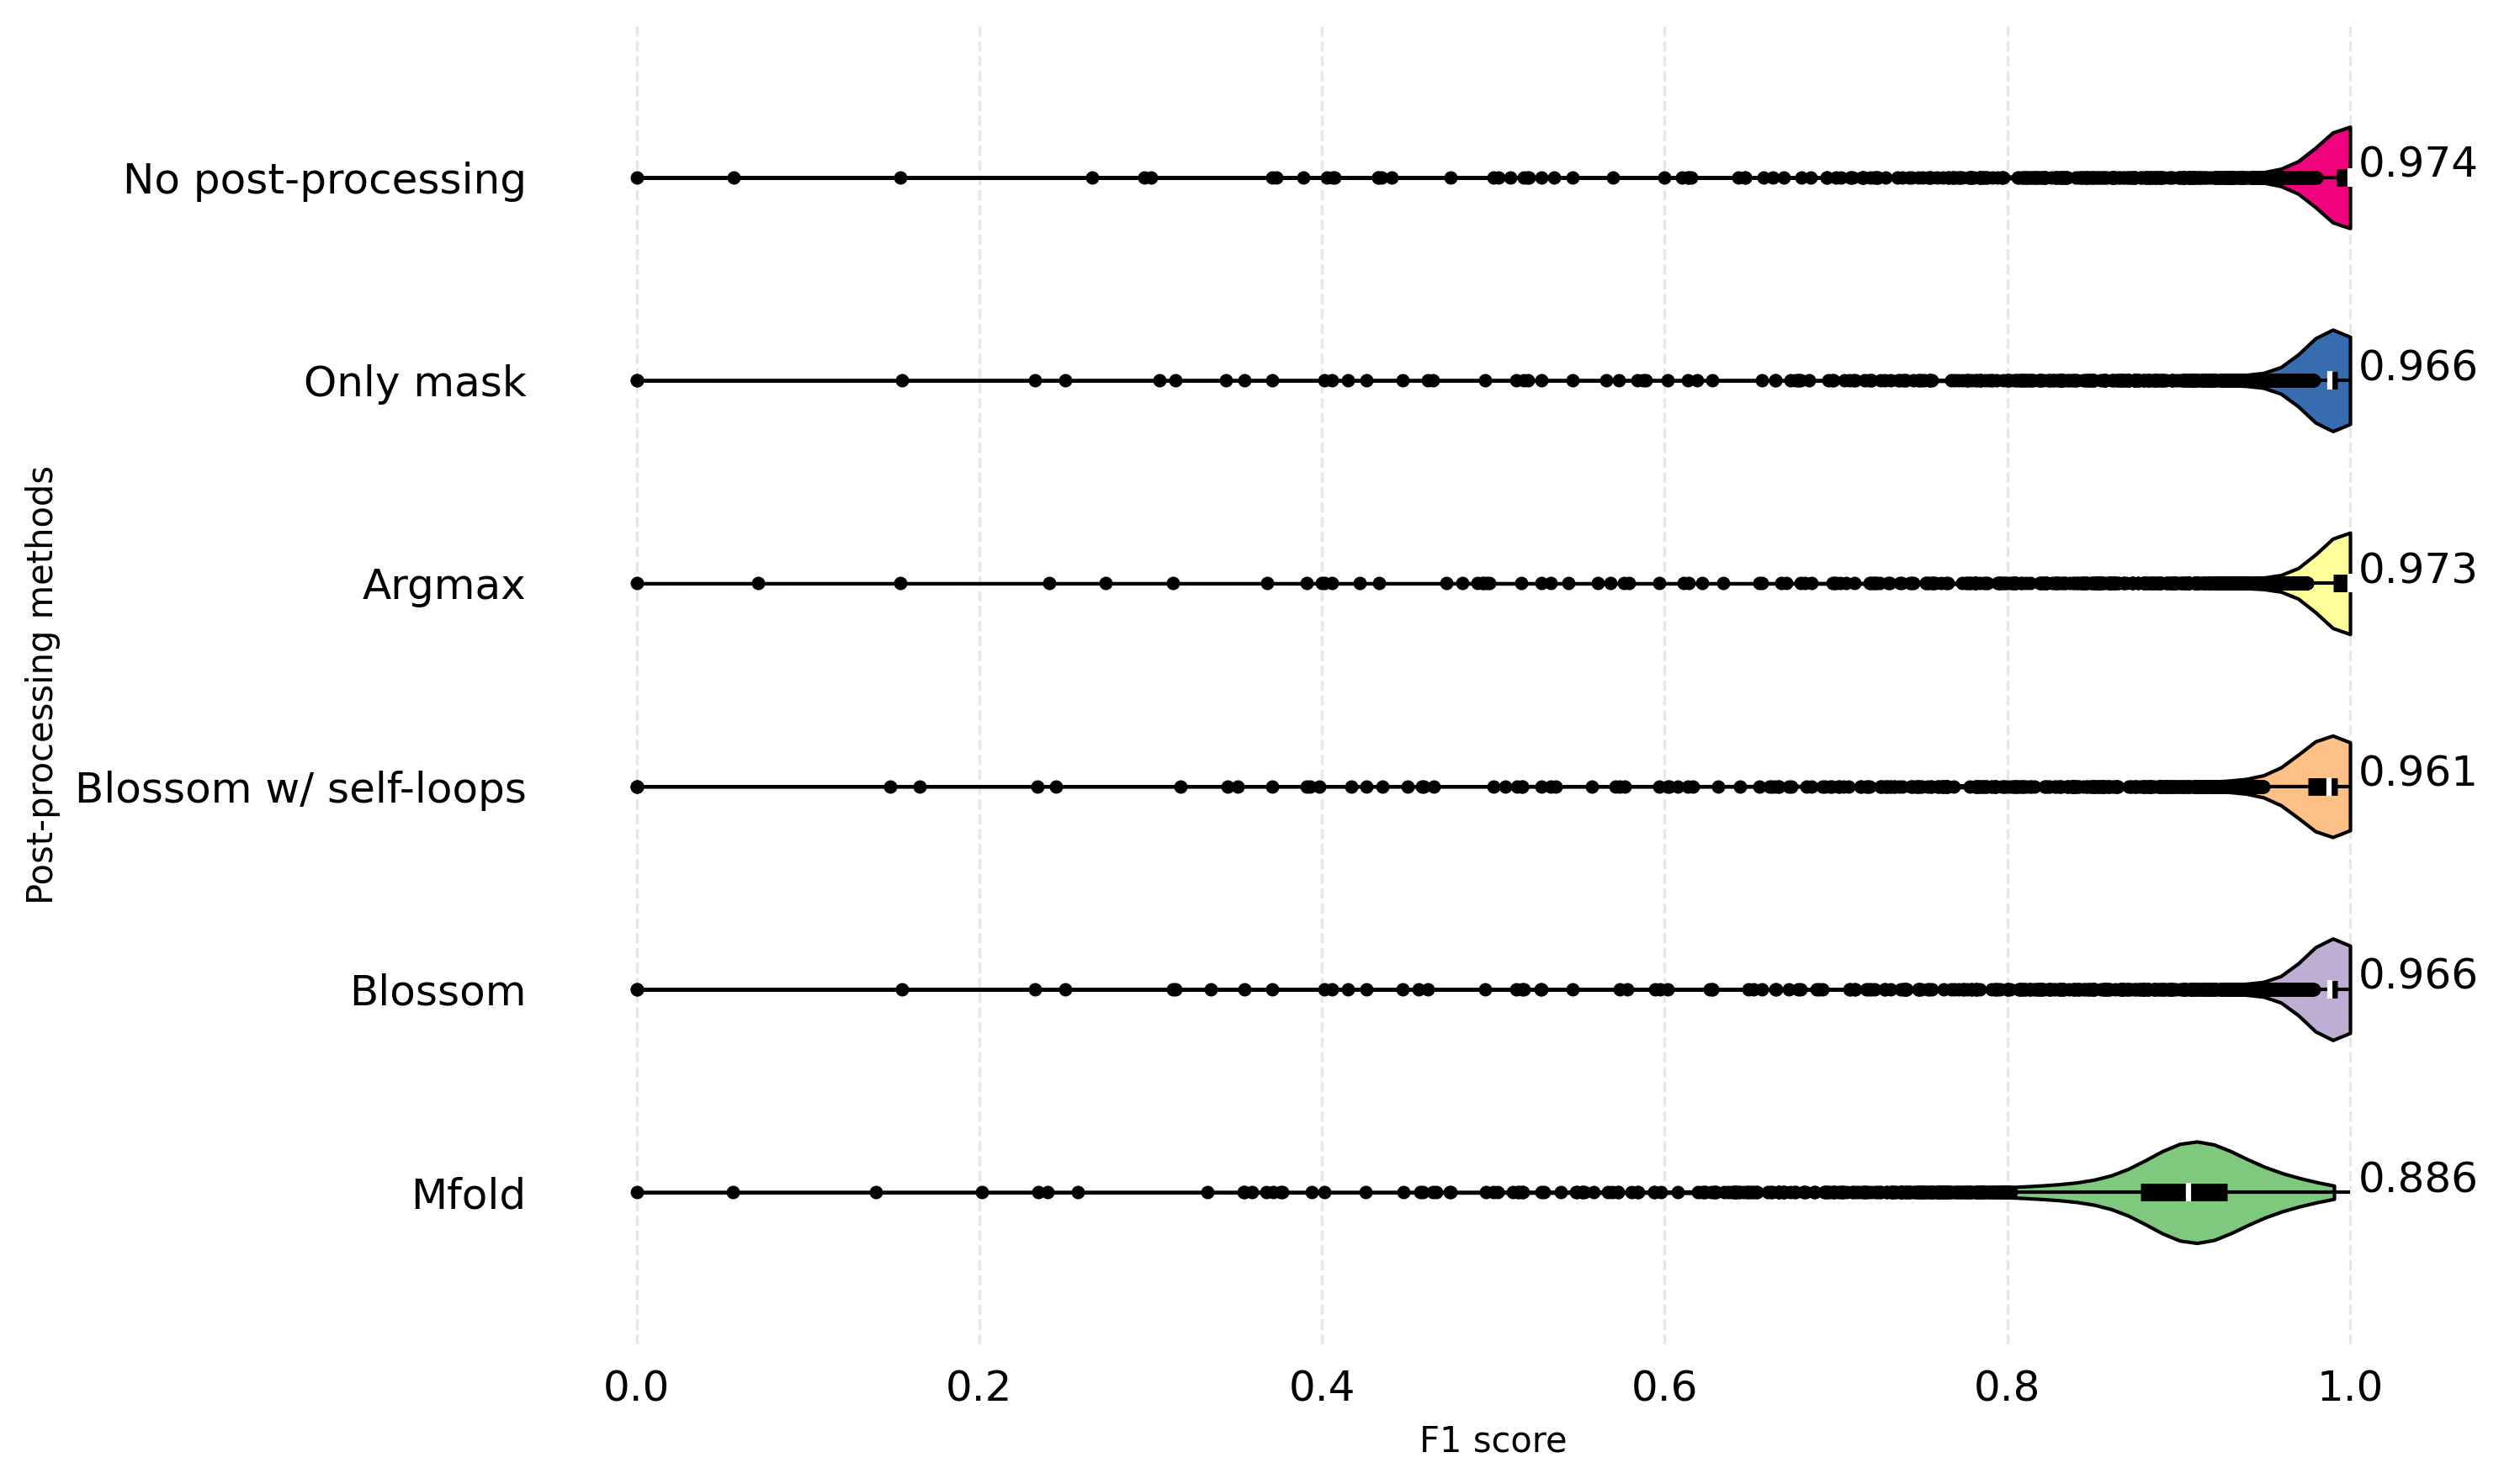 No post-processing
0.974
Only mask
0.966
Argmax
0.973
Blossom w/ self-loops
0.961
Blossom
0.966
Mfold
0.886
Post-processing methods
0.0 0.2 0.4 0.6 0.8 1.0
F1 score